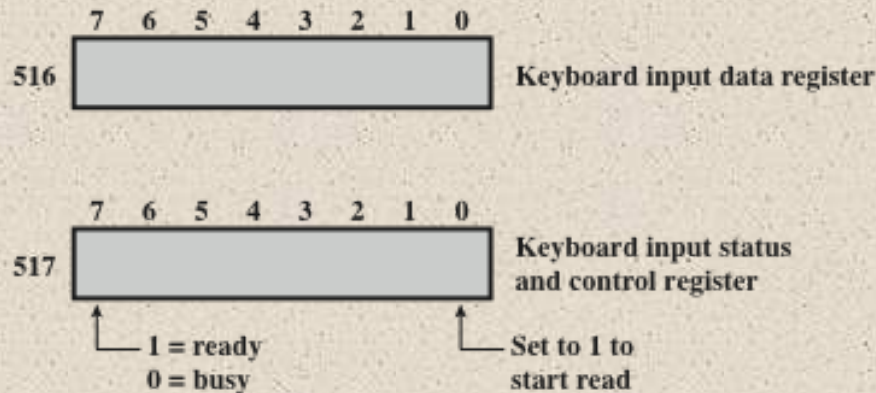 7 6 5 4 3 2 1 0
516
Keyboard input data register
7 6 5 4 3 2 1 0
517
Keyboard input status
and control register
1 = ready
0 = busy
Set to 1 to
start read